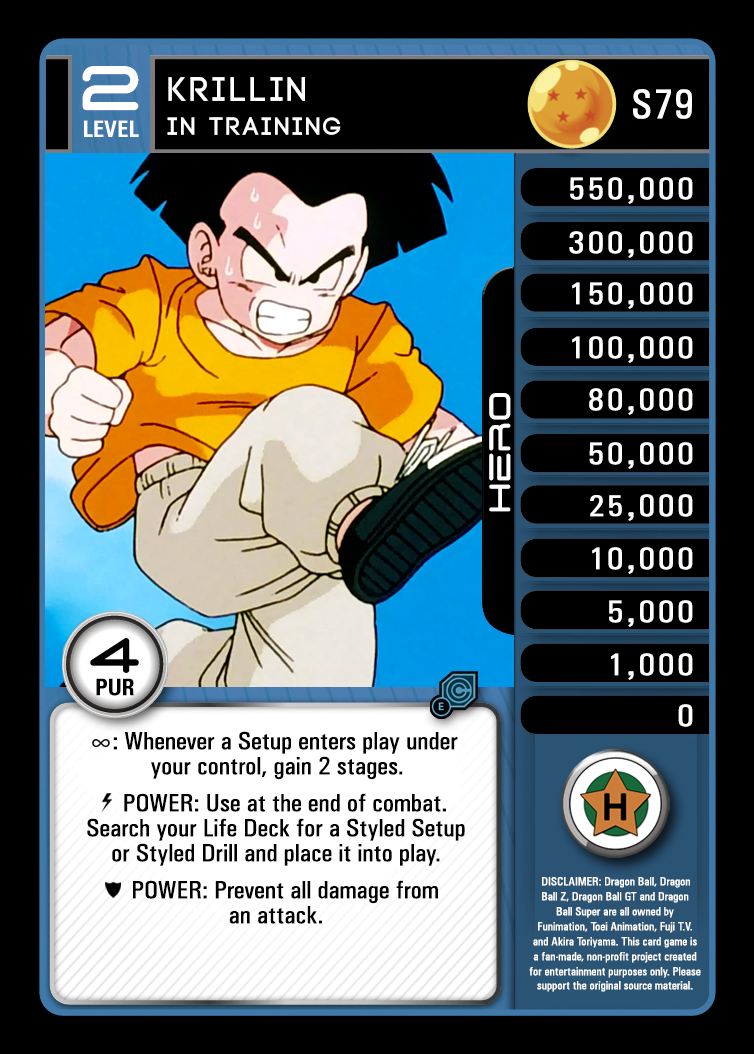 2
LEVEL
KRILLIN
IN TRAINING
S79
550,000
300,000
150,000
100,000
80,000
50,000
25,000
10,000
5,000
1,000
0
HERO
4
PUR
E
∞: Whenever a Setup enters play under
your control, gain 2 stages.
POWER: Use at the end of combat.
Search your Life Deck for a Styled Setup
or Styled Drill and place it into play.
POWER: Prevent all damage from
an attack.
H
DISCLAIMER: Dragon Ball, Dragon
Ball Z, Dragon Ball GT and Dragon
Ball Super are all owned by
Funimation, Toei Animation, Fuji T.V.
and Akira Toriyama. This card game is
a fan-made, non-profit project created
for entertainment purposes only. Please
support the original source material.